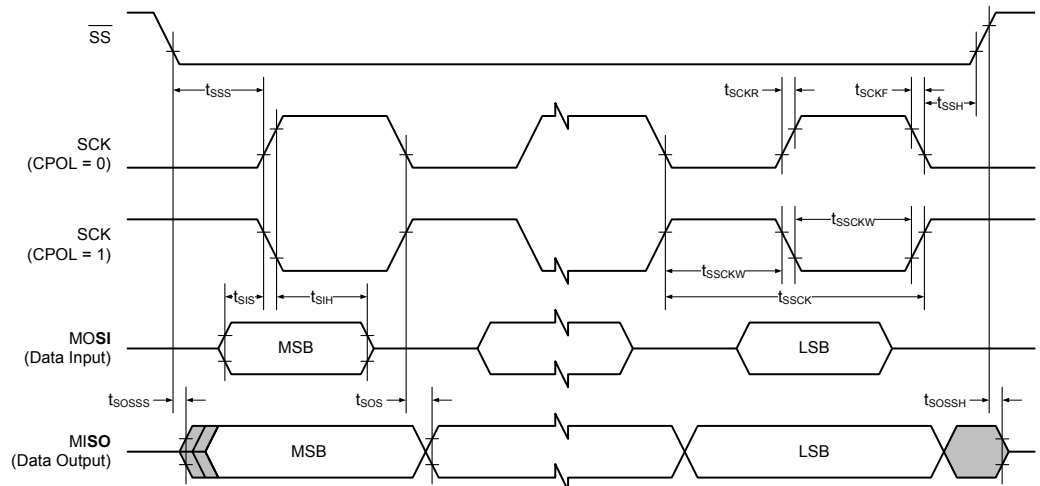 SS
tSSS
tSCKR
tSCKF
tSSH
SCK
(CPOL = 0)
SCK
(CPOL = 1)
tSSCKW
tSSCKW
tSSCK
tSIS
tSIH
MOSI
(Data Input)
MSB
LSB
tSOSSS
tSOS
tSOSSH
MISO
(Data Output)
MSB
LSB